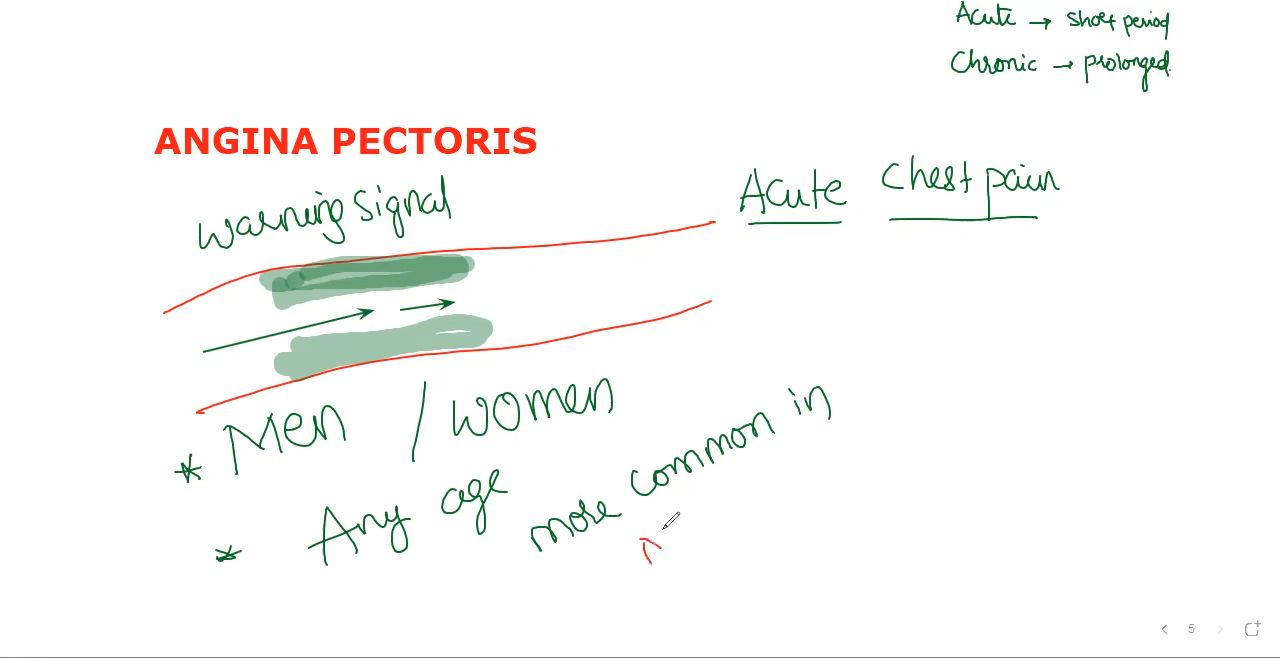 Acute → short period
Chronic → prolonged
ANGINA PECTORIS
Acute chest pain
warning signal
* Men / women
* Any age more common in
5